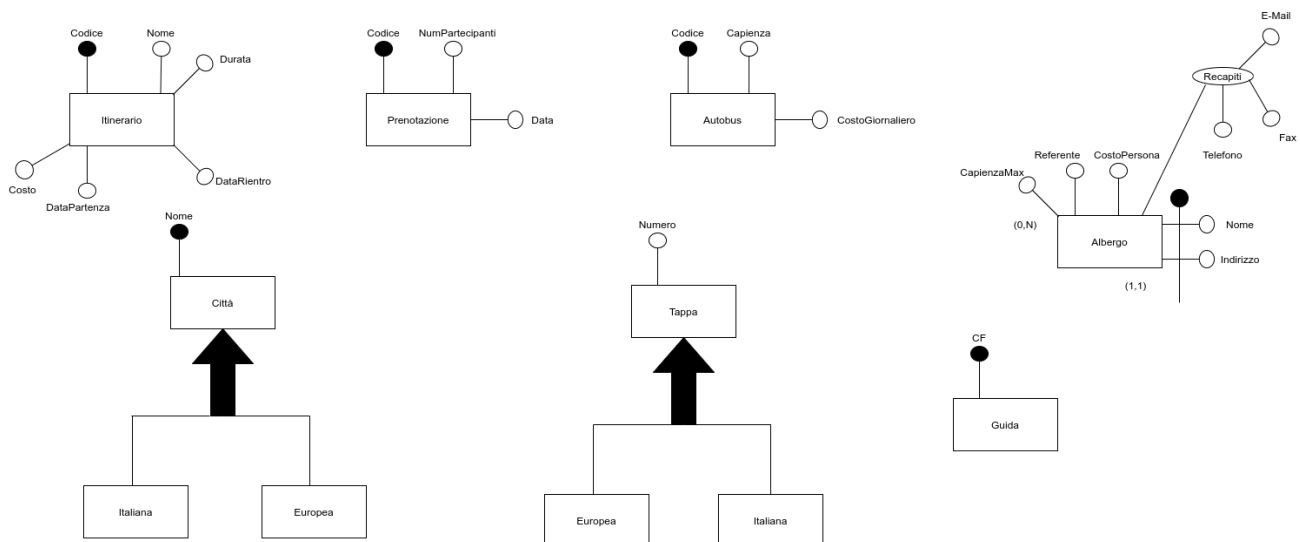 E-Mail
Codice
Nome
Codice
NumPartecipanti
Codice
Capienza
Durata
Recapiti
Itinerario
Prenotazione
Data
Autobus
CostoGiornaliero
Fax
Telefono
Referente
CostoPersona
CapienzaMax
Costo
DataRientro
DataPartenza
Nome
Numero
(0,N)
Nome
Albergo
Indirizzo
(1,1)
Città
Tappa
CF
Guida
Italiana
Europea
Europea
Italiana